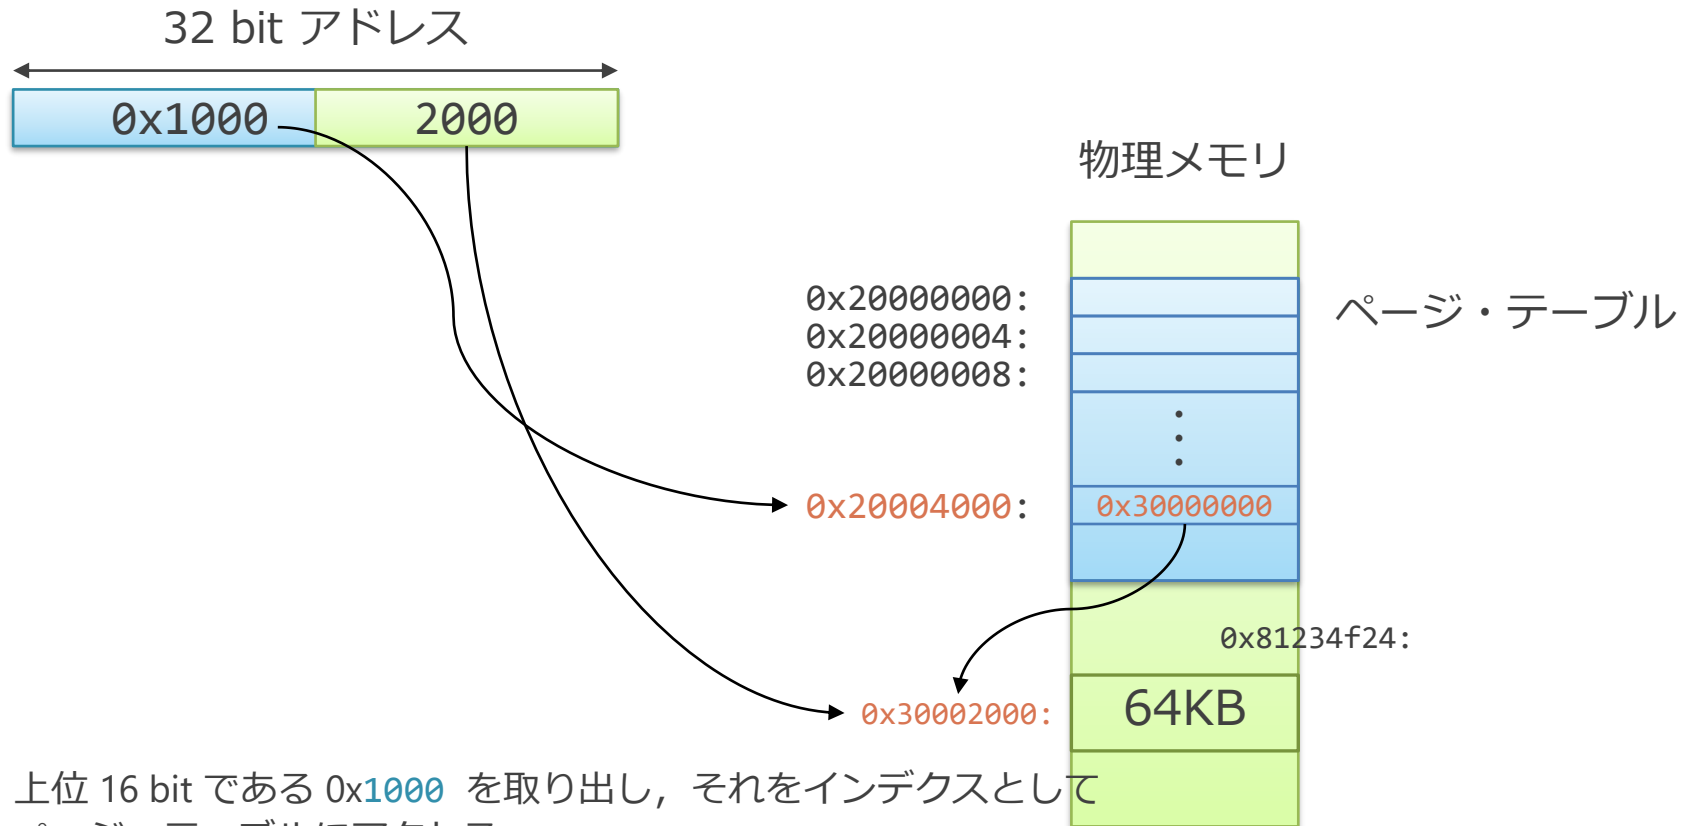 32 bit アドレス
0x1000 2000
物理メモリ
0x20000000:
ページ・テーブル
0x20000004:
0x20000008:
0x20004000: 0x30000000
0x81234f24:
0x30002000: 64KB
上位 16 bit である 0x1000 を取り出し，それをインデクスとして